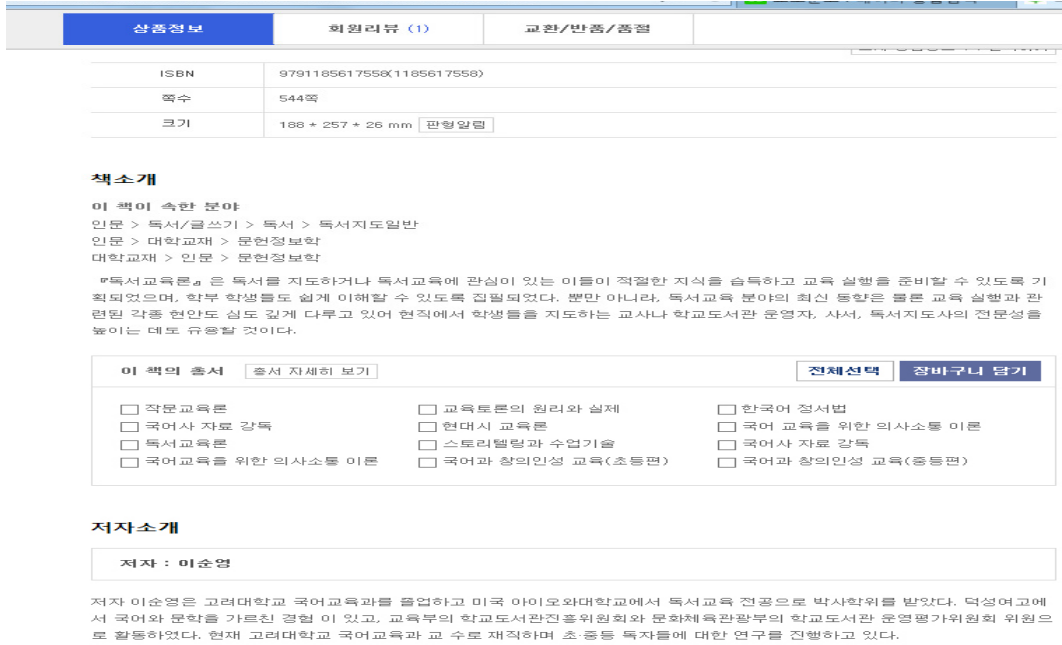 상품정보 회원리뷰 (1) 교환/반품/품절
ISBN 9791185617558(1185617558)
쪽수 544쪽
크기 188 * 257 * 26 mm 판형알림
책소개
이 책이 속한 분야
인문 > 독서/글쓰기 > 독서 > 독서지도일반
인문 > 대학교재 > 문헌정보학
대학교재 > 인문 > 문헌정보학
『독서교육론』은 독서를 지도하거나 독서교육에 관심이 있는 이들이 적절한 지식을 습득하고 교육 실행을 준비할 수 있도록 기
획되었으며, 학부 학생들도 쉽게 이해할 수 있도록 집필되었다. 뿐만 아니라, 독서교육 분야의 최신 동향은 물론 교육 실행과 관
련된 각종 현안도 심도 깊게 다루고 있어 현직에서 학생들을 지도하는 교사나 학교도서관 운영자, 사서, 독서지도사의 전문성을
높이는 데도 유용할 것이다.
이 책의 총서 총서 자세히 보기 전체선택 장바구니 담기
작문교육론 교육토론의 원리와 실제 한국어 정서법
국어사 자료 강독 현대시 교육론 국어 교육을 위한 의사소통 이론
독서교육론 스토리텔링과 수업기술 국어사 자료 강독
국어교육을 위한 의사소통 이론 국어과 창의인성 교육(초등편) 국어과 창의인성 교육(중등편)
저자소개
저자 : 이순영
저자 이순영은 고려대학교 국어교육과를 졸업하고 미국 아이오와대학교에서 독서교육 전공으로 박사학위를 받았다. 덕성여고에
서 국어와 문학을 가르친 경험 이 있고, 교육부의 학교도서관진흥위원회와 문화체육관광부의 학교도서관 운영평가위원회 위원으
로 활동하였다. 현재 고려대학교 국어교육과 교 수로 재직하며 초·중등 독자들에 대한 연구를 진행하고 있다.